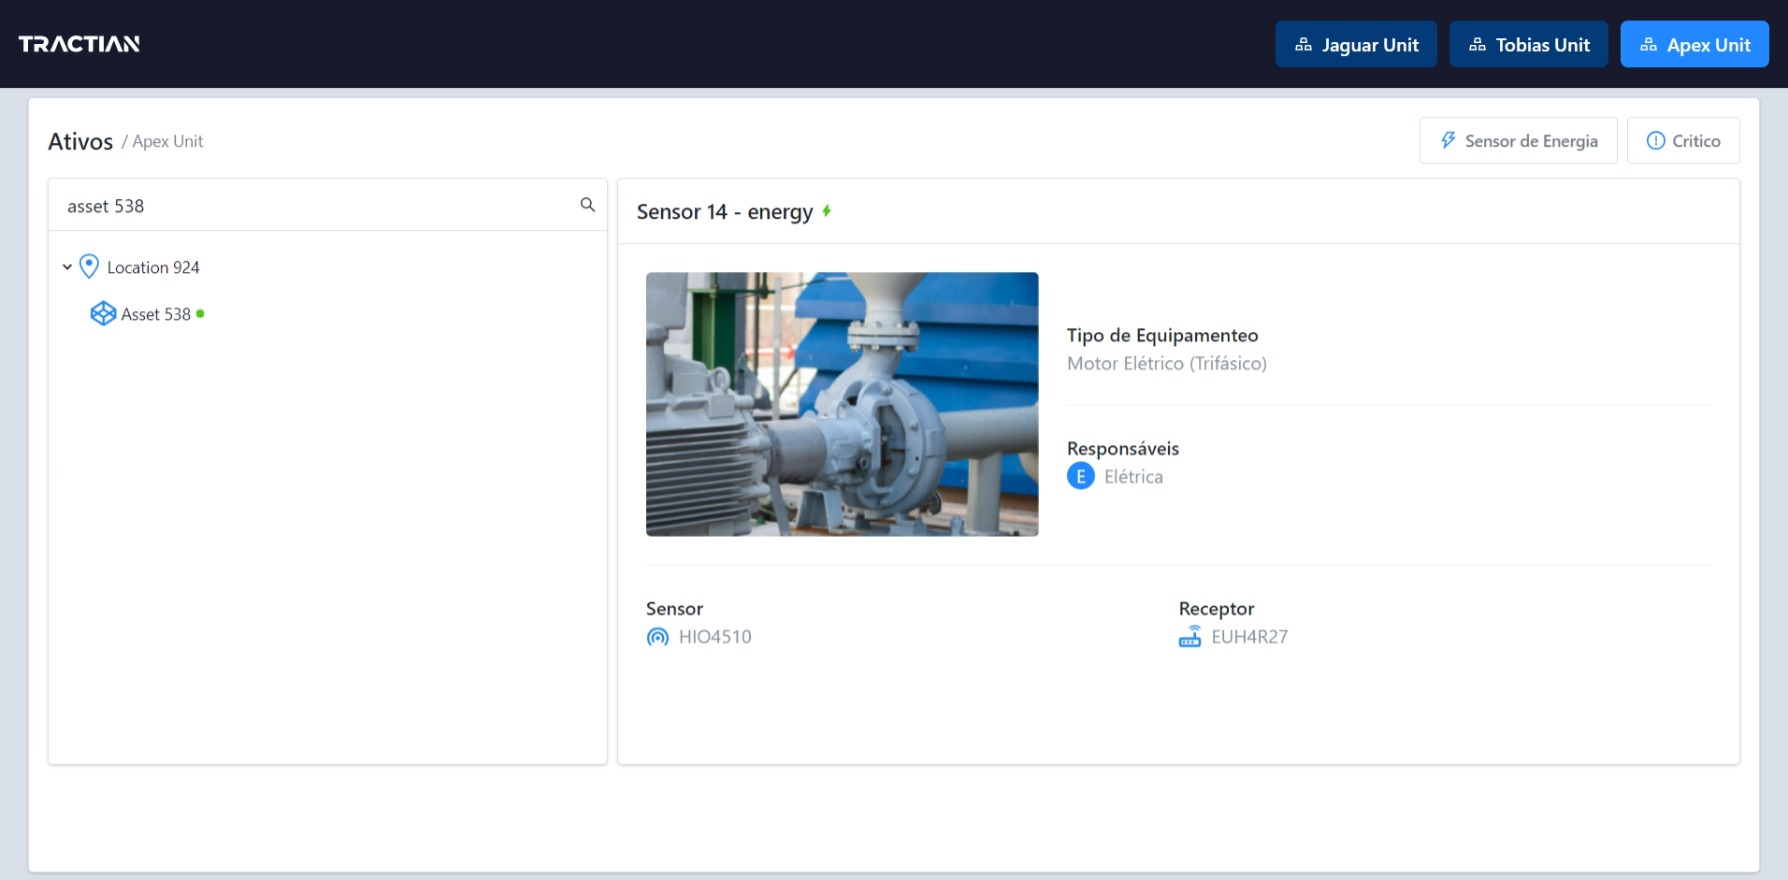 TRACTIAN
Jaguar Unit
Tobias Unit
Apex Unit
Ativos / Apex Unit
Sensor de Energia
Critico
asset 538
Location 924
Asset 538
Sensor 14 - energy
Tipo de Equipamenteo
Motor Elétrico (Trifásico)
Responsáveis
E Elétrica
Sensor
HIO4510
Receptor
EUH4R27